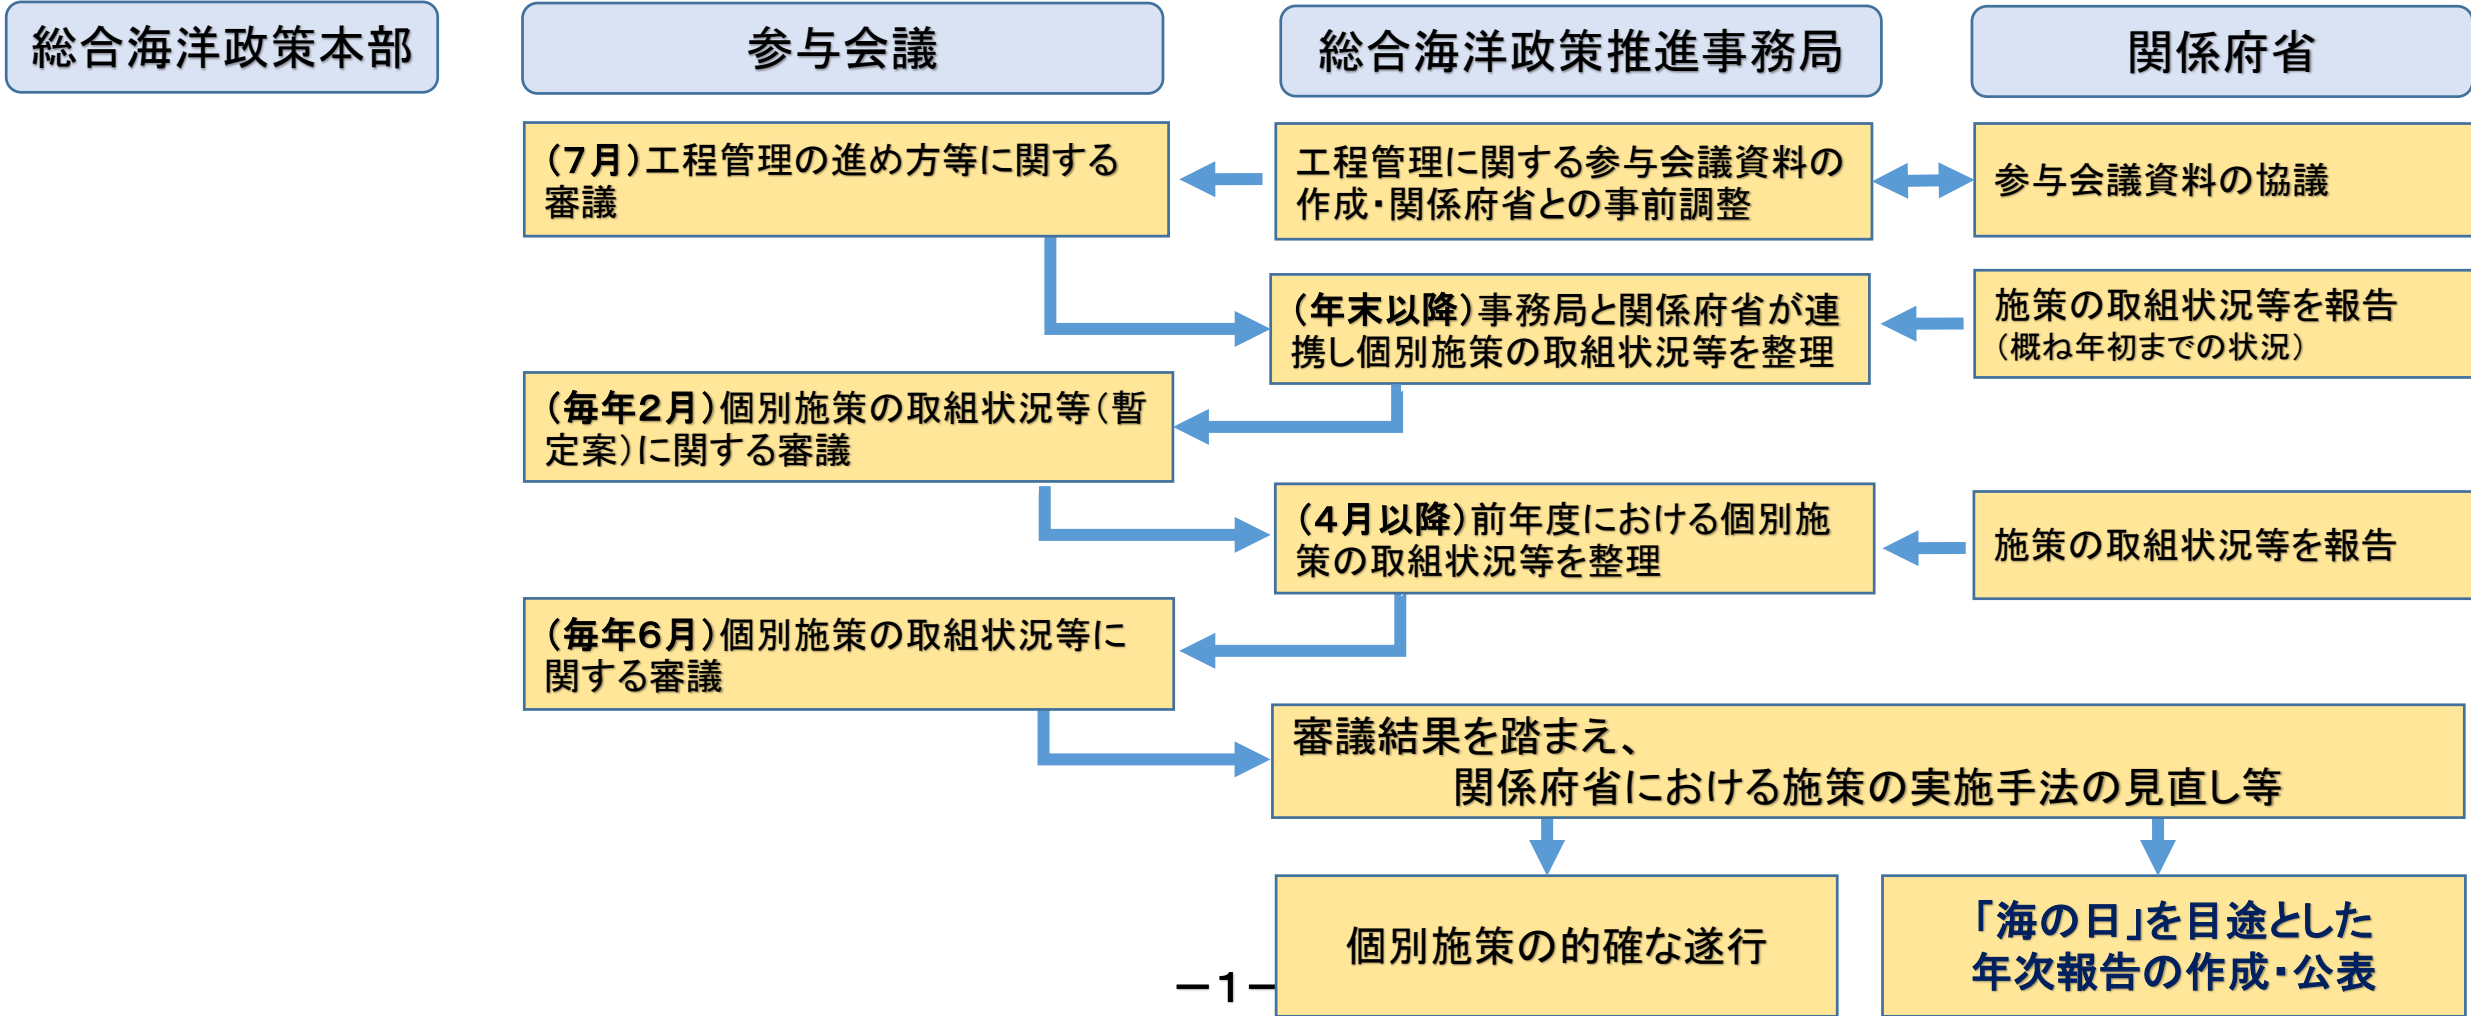 総合海洋政策本部
参与会議
総合海洋政策推進事務局
関係府省
（７月）工程管理の進め方等に関する
審議
工程管理に関する参与会議資料の
作成・関係府省との事前調整
参与会議資料の協議
（年末以降）事務局と関係府省が連
携し個別施策の取組状況等を整理
施策の取組状況等を報告
（概ね年初までの状況）
（毎年２月）個別施策の取組状況等（暫
定案）に関する審議
（４月以降）前年度における個別施
策の取組状況等を整理
施策の取組状況等を報告
（毎年６月）個別施策の取組状況等に
関する審議
審議結果を踏まえ、
関係府省における施策の実施手法の見直し等
個別施策の的確な遂行
「海の日」を目途とした
年次報告の作成・公表
－１－